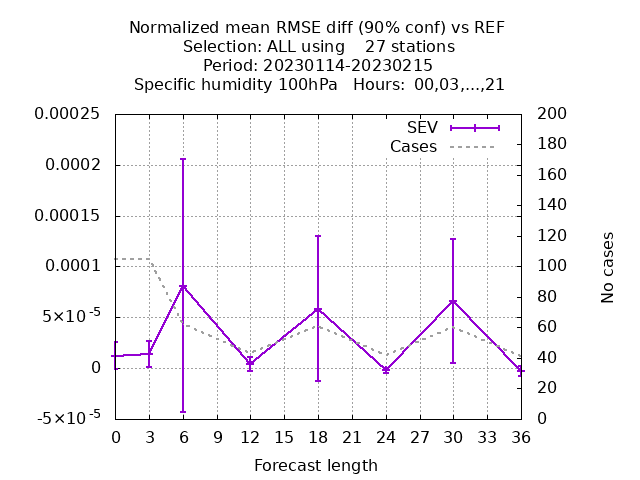 Normalized mean RMSE diff (90% conf) vs REF
Selection: ALL using    27 stations
Period: 20230114-20230215
Specific humidity 100hPa   Hours: 00,03,...,21
SEV
Cases
0.00025
0.0002
0.00015
0.0001
5×10⁻⁵
0
-5×10⁻⁵
200
180
160
140
120
100
80
60
40
20
0
No cases
0 3 6 9 12 15 18 21 24 27 30 33 36
Forecast length